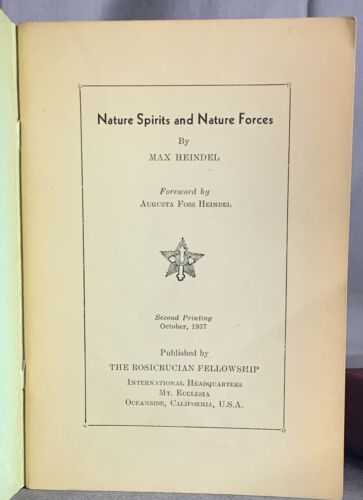 Nature Spirits and Nature Forces
By
MAX HEINDEL
Foreword by
AUGUSTA FOSS HEINDEL
Second Printing
October, 1937
Published by
THE ROSICRUCIAN FELLOWSHIP
INTERNATIONAL HEADQUARTERS
MT. ECCLESIA
OCEANSIDE, CALIFORNIA, U.S.A.